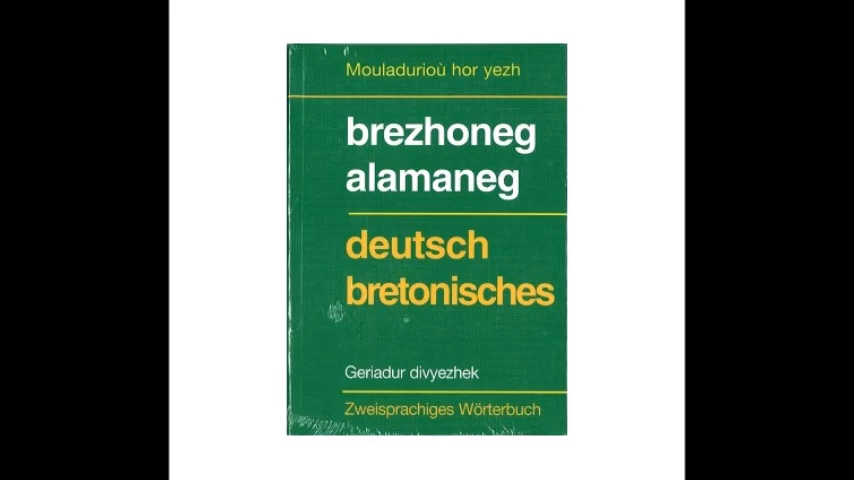 Mouladurioù hor yezh
brezhoneg
alamaneg
deutsch
bretonisches
Geriadur divyezhek
Zweisprachiges Wörterbuch